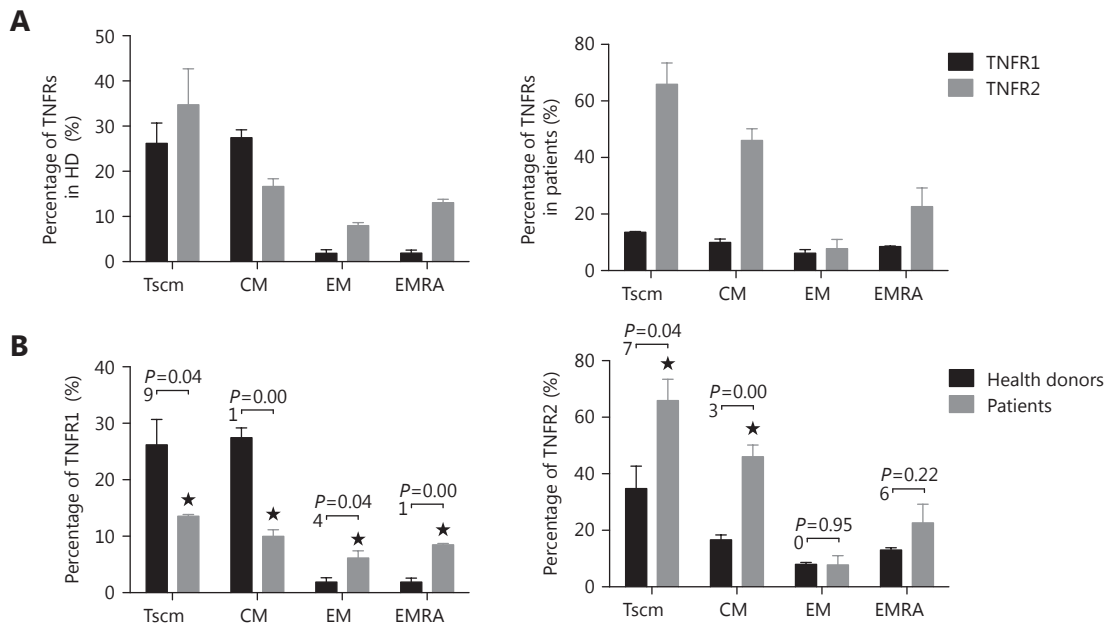 A
Percentage of TNFRs
in HD (%)
50
40
30
20
10
0
Tscm CM EM EMRA
Percentage of TNFRs
in patients (%)
80
60
40
20
0
Tscm CM EM EMRA
TNFR1
TNFR2
B
Percentage of TNFR1 (%)
40
30
20
10
0
P=0.04
9
P=0.00
1
P=0.04
4
P=0.00
1
Tscm CM EM EMRA
Percentage of TNFR2 (%)
80
60
40
20
0
P=0.04
7
P=0.00
3
P=0.95
0
P=0.22
6
Tscm CM EM EMRA
Health donors
Patients